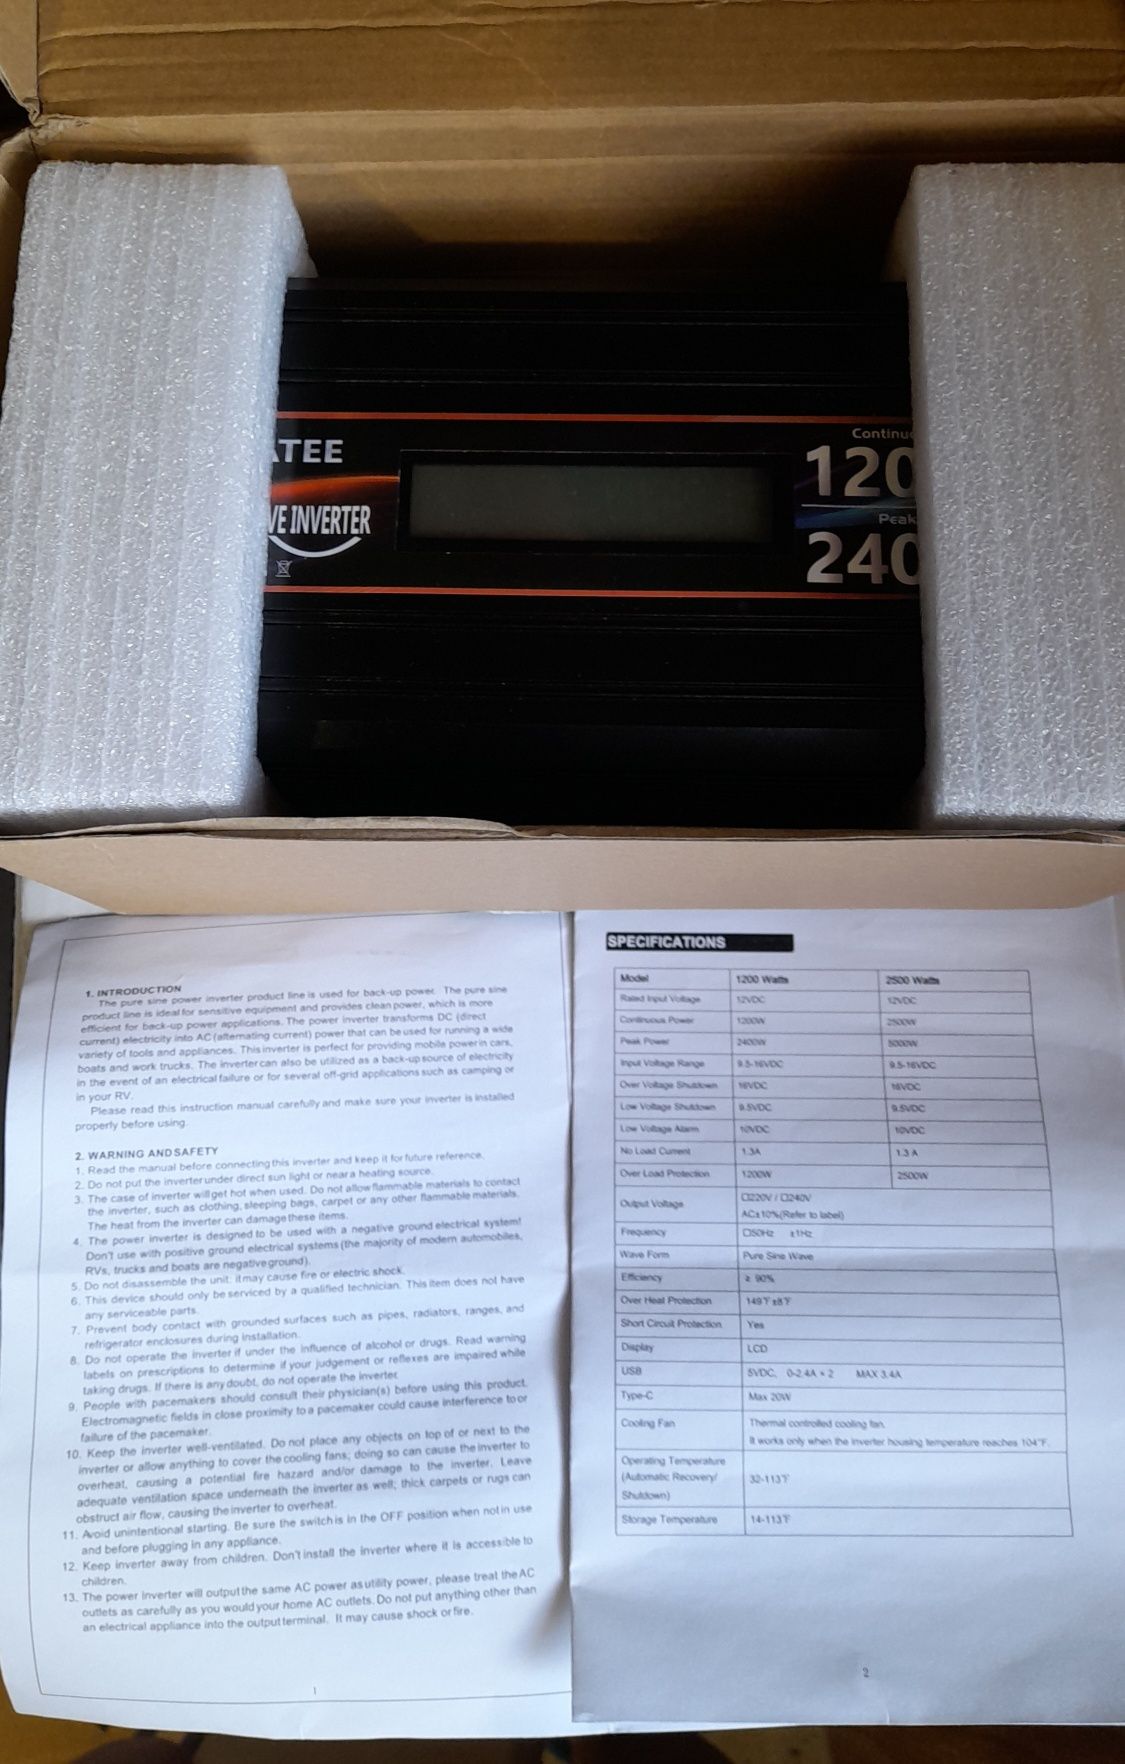 TEE
VE INVERTER
Continu
120
Peak
240
1. INTRODUCTION
The pure sine power inverter product line is used for back-up power. The pure sine
product line is ideal for sensitive equipment and provides clean power, which is more
efficient for back-up power applications. The power inverter transforms DC (direct
current) electricity into AC (alternating current) power that can be used for running a wide
variety of tools and appliances. This inverter is perfect for providing mobile power in cars,
boats and work trucks. The inverter can also be utilized as a back-up source of electricity
in the event of an electrical failure or for several off-grid applications such as camping or
in your RV.
Please read this instruction manual carefully and make sure your inverter is installed
properly before using.
2. WARNING AND SAFETY
1. Read the manual before connecting this inverter and keep it for future reference.
2. Do not put the inverter under direct sun light or near a heating source.
3. The case of inverter will get hot when used. Do not allow flammable materials to contact
the inverter, such as clothing, sleeping bags, carpet or any other flammable materials.
The heat from the inverter can damage these items.
4. The power inverter is designed to be used with a negative ground electrical system!
Don't use with positive ground electrical systems (the majority of modern automobiles,
RVs, trucks and boats are negative ground).
5. Do not disassemble the unit: it may cause fire or electric shock.
6. This device should only be serviced by a qualified technician. This item does not have
any serviceable parts.
7. Prevent body contact with grounded surfaces such as pipes, radiators, ranges, and
refrigerator enclosures during installation.
8. Do not operate the inverter if under the influence of alcohol or drugs. Read warning
labels on prescriptions to determine if your judgement or reflexes are impaired while
taking drugs. If there is any doubt, do not operate the inverter.
9. People with pacemakers should consult their physician(s) before using this product.
Electromagnetic fields in close proximity to a pacemaker could cause interference to or
failure of the pacemaker.
10. Keep the inverter well-ventilated. Do not place any objects on top of or next to the
inverter or allow anything to cover the cooling fans; doing so can cause the inverter to
overheat, causing a potential fire hazard and/or damage to the inverter. Leave
adequate ventilation space underneath the inverter as well; thick carpets or rugs can
obstruct air flow, causing the inverter to overheat.
11. Avoid unintentional starting. Be sure the switch is in the OFF position when not in use
and before plugging in any appliance.
12. Keep inverter away from children. Don't install the inverter where it is accessible to
children.
13. The power inverter will output the same AC power as utility power, please treat the AC
outlets as carefully as you would your home AC outlets. Do not put anything other than
an electrical appliance into the output terminal. It may cause shock or fire.
1
SPECIFICATIONS
Model 1200 Watts 2500 Watts
Rated Input Voltage 12VDC 12VDC
Continuous Power 1200W 2500W
Peak Power 2400W 5000W
Input Voltage Range 9.5-16VDC 9.5-16VDC
Over Voltage Shutdown 16VDC 16VDC
Low Voltage Shutdown 9.5VDC 9.5VDC
Low Voltage Alarm 10VDC 10VDC
No Load Current 1.3A 1.3 A
Over Load Protection 1200W 2500W
Output Voltage □220V / □240V
AC±10%(Refer to label)
Frequency □50Hz ±1Hz
Wave Form Pure Sine Wave
Efficiency ≥ 90%
Over Heat Protection 149℉±8℉
Short Circuit Protection Yes
Display LCD
USB 5VDC, 0-2.4A × 2 MAX 3.4A
Type-C Max 20W
Cooling Fan Thermal controlled cooling fan.
It works only when the inverter housing temperature reaches 104°F.
Operating Temperature
(Automatic Recovery/ 32-113℉
Shutdown)
Storage Temperature 14-113℉
2